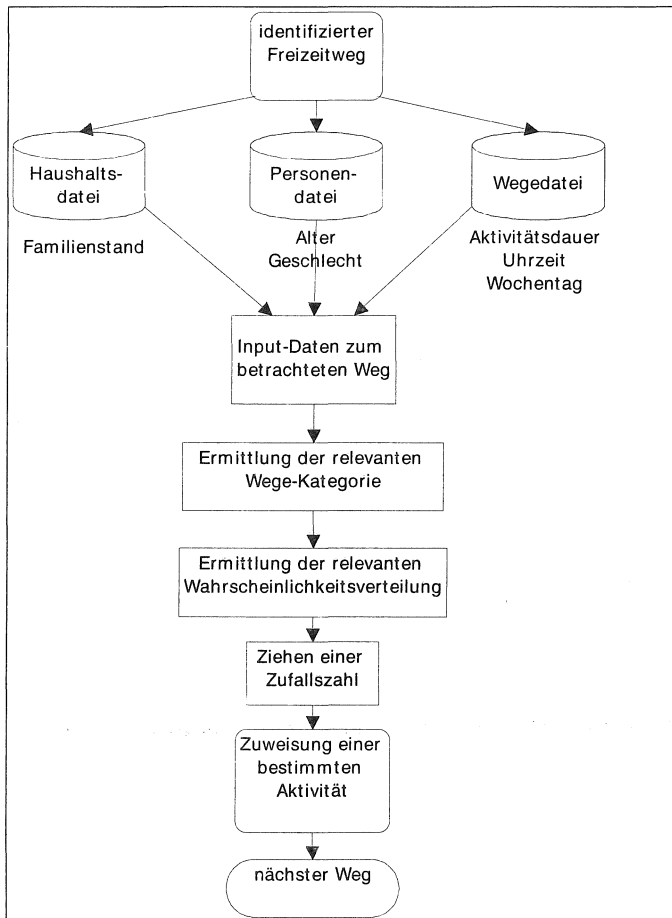 identifizierter
Freizeitweg
Haushalts-
datei
Personen-
datei
Wegedatei
Familienstand
Alter
Geschlecht
Aktivitätsdauer
Uhrzeit
Wochentag
Input-Daten zum
betrachteten Weg
Ermittlung der relevanten
Wege-Kategorie
Ermittlung der relevanten
Wahrscheinlichkeitsverteilung
Ziehen einer
Zufallszahl
Zuweisung einer
bestimmten
Aktivität
nächster Weg